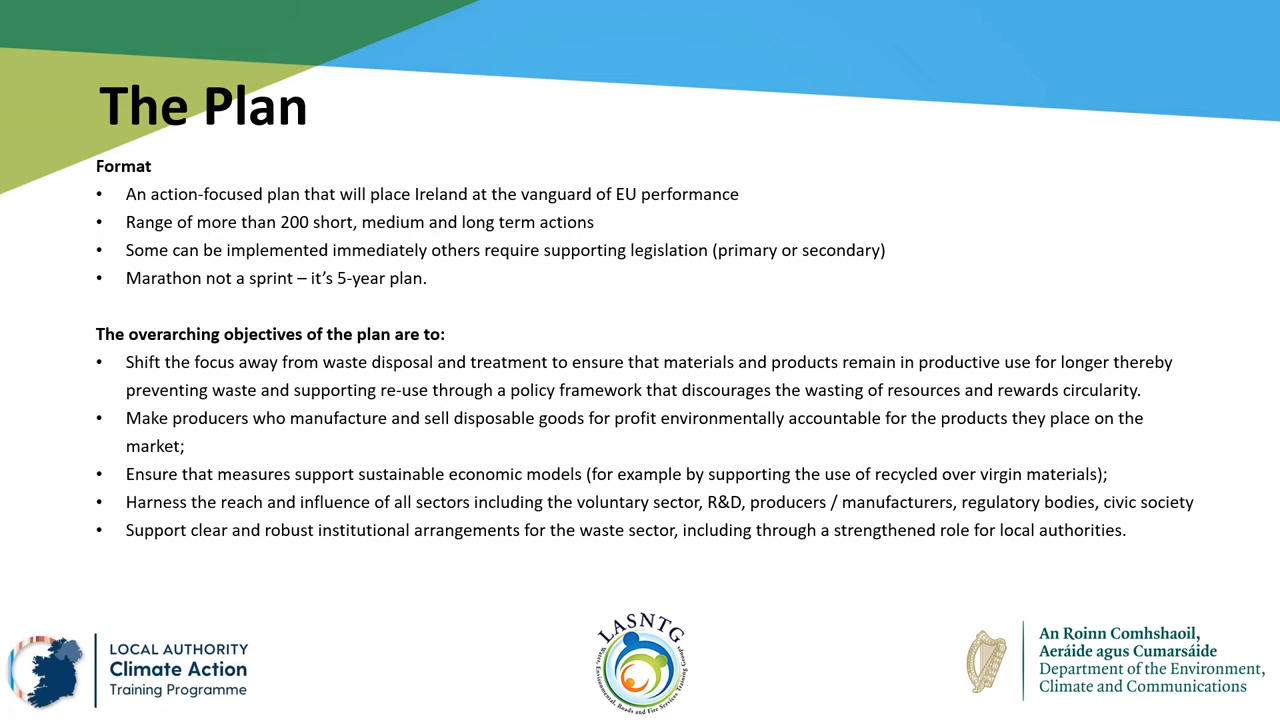 The Plan
Format
• An action-focused plan that will place Ireland at the vanguard of EU performance
• Range of more than 200 short, medium and long term actions
• Some can be implemented immediately others require supporting legislation (primary or secondary)
• Marathon not a sprint – it's 5-year plan.
The overarching objectives of the plan are to:
• Shift the focus away from waste disposal and treatment to ensure that materials and products remain in productive use for longer thereby
preventing waste and supporting re-use through a policy framework that discourages the wasting of resources and rewards circularity.
• Make producers who manufacture and sell disposable goods for profit environmentally accountable for the products they place on the
market;
• Ensure that measures support sustainable economic models (for example by supporting the use of recycled over virgin materials);
• Harness the reach and influence of all sectors including the voluntary sector, R&D, producers / manufacturers, regulatory bodies, civic society
• Support clear and robust institutional arrangements for the waste sector, including through a strengthened role for local authorities.
LOCAL AUTHORITY
Climate Action
Training Programme
LASNTG
Water, Environmental, Roads and Fire Services Training Groups
An Roinn Comhshaoil,
Aeráide agus Cumarsáide
Department of the Environment,
Climate and Communications